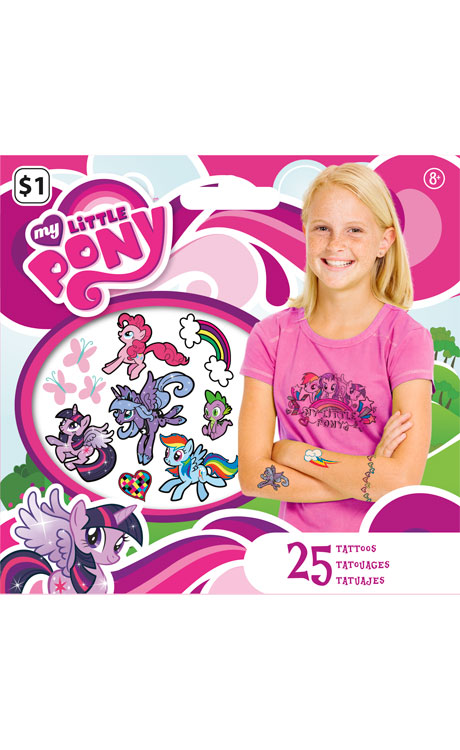 $1
8+
my
LITTLE
PONY
MY LITTLE
PONY
25
TATTOOS
TATOUAGES
TATUAJES